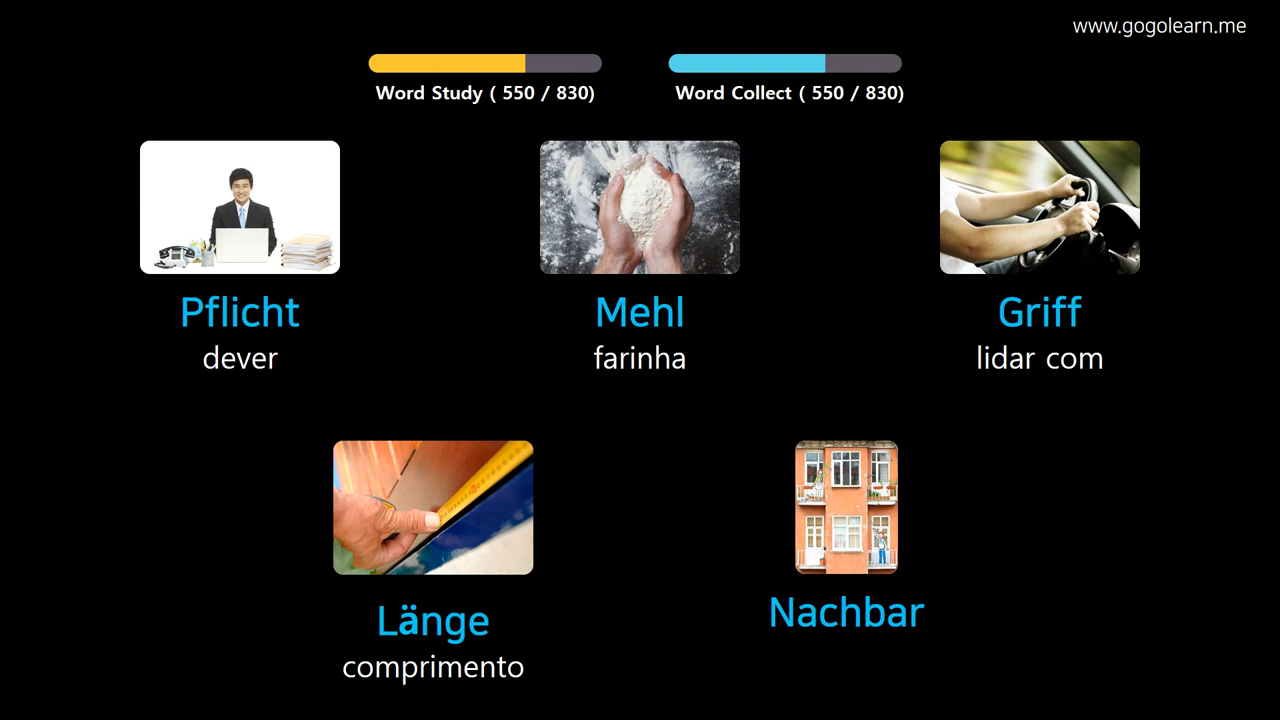 www.gogolearn.me
Word Study ( 550 / 830)
Word Collect ( 550 / 830)
Pflicht
dever
Mehl
farinha
Griff
lidar com
Länge
comprimento
Nachbar